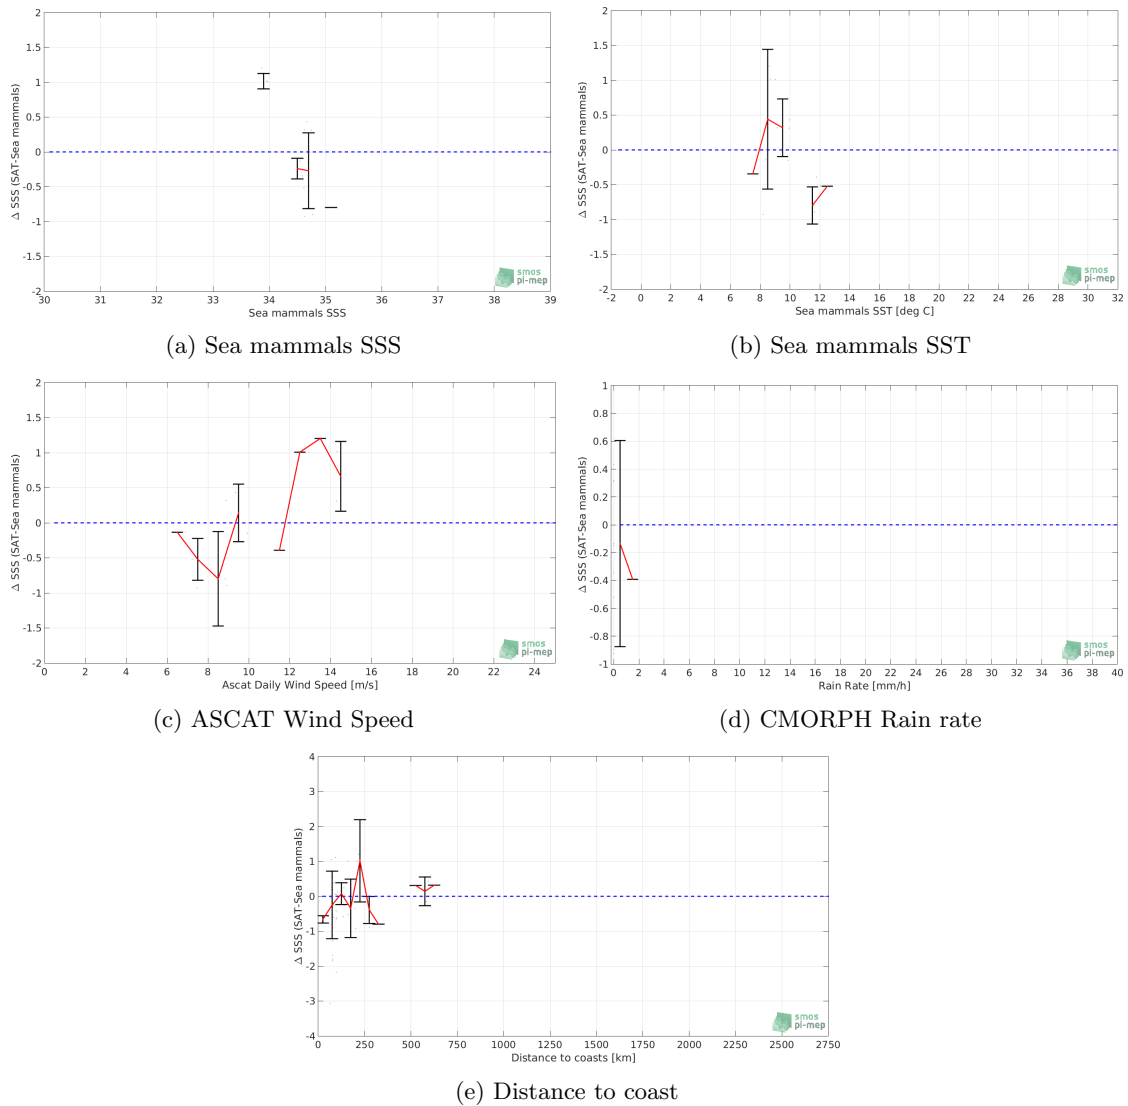 Δ SSS (SAT-Sea mammals)
2
1.5
1
0.5
0
-0.5
-1
-1.5
-2
30 31 32 33 34 35 36 37 38 39
Sea mammals SSS
smos
pi-mep
(a) Sea mammals SSS
Δ SSS (SAT-Sea mammals)
2
1.5
1
0.5
0
-0.5
-1
-1.5
-2
-2 0 2 4 6 8 10 12 14 16 18 20 22 24 26 28 30 32
Sea mammals SST [deg C]
smos
pi-mep
(b) Sea mammals SST
Δ SSS (SAT-Sea mammals)
2
1.5
1
0.5
0
-0.5
-1
-1.5
-2
0 2 4 6 8 10 12 14 16 18 20 22 24
Ascat Daily Wind Speed [m/s]
smos
pi-mep
(c) ASCAT Wind Speed
Δ SSS (SAT-Sea mammals)
1
0.8
0.6
0.4
0.2
0
-0.2
-0.4
-0.6
-0.8
-1
0 2 4 6 8 10 12 14 16 18 20 22 24 26 28 30 32 34 36 38 40
Rain Rate [mm/h]
smos
pi-mep
(d) CMORPH Rain rate
Δ SSS (SAT-Sea mammals)
4
3
2
1
0
-1
-2
-3
-4
0 250 500 750 1000 1250 1500 1750 2000 2250 2500 2750
Distance to coasts [km]
smos
pi-mep
(e) Distance to coast